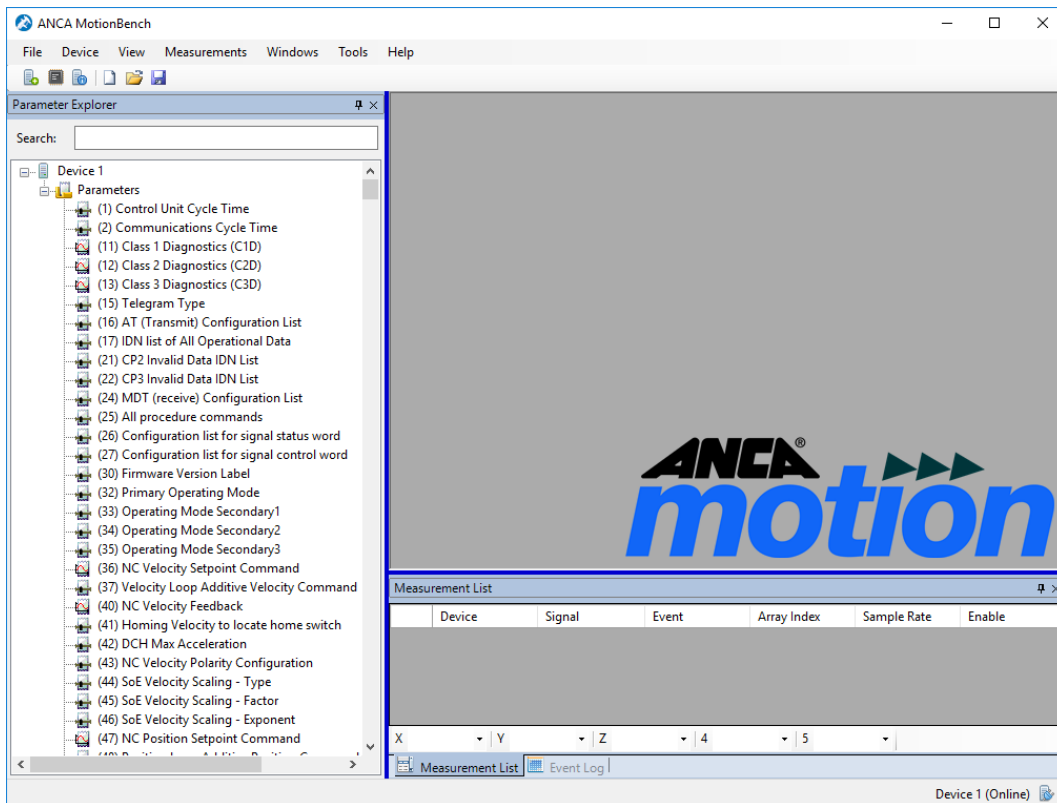 ANCA MotionBench
File Device View Measurements Windows Tools Help
Parameter Explorer
Search:
Device 1
Parameters
(1) Control Unit Cycle Time
(2) Communications Cycle Time
(11) Class 1 Diagnostics (C1D)
(12) Class 2 Diagnostics (C2D)
(13) Class 3 Diagnostics (C3D)
(15) Telegram Type
(16) AT (Transmit) Configuration List
(17) IDN list of All Operational Data
(21) CP2 Invalid Data IDN List
(22) CP3 Invalid Data IDN List
(24) MDT (receive) Configuration List
(25) All procedure commands
(26) Configuration list for signal status word
(27) Configuration list for signal control word
(30) Firmware Version Label
(32) Primary Operating Mode
(33) Operating Mode Secondary1
(34) Operating Mode Secondary2
(35) Operating Mode Secondary3
(36) NC Velocity Setpoint Command
(37) Velocity Loop Additive Velocity Command
(40) NC Velocity Feedback
(41) Homing Velocity to locate home switch
(42) DCH Max Acceleration
(43) NC Velocity Polarity Configuration
(44) SoE Velocity Scaling - Type
(45) SoE Velocity Scaling - Factor
(46) SoE Velocity Scaling - Exponent
(47) NC Position Setpoint Command
ANCA®
motion
Measurement List
Device Signal Event Array Index Sample Rate Enable
X Y Z 4 5
Measurement List Event Log
Device 1 (Online)